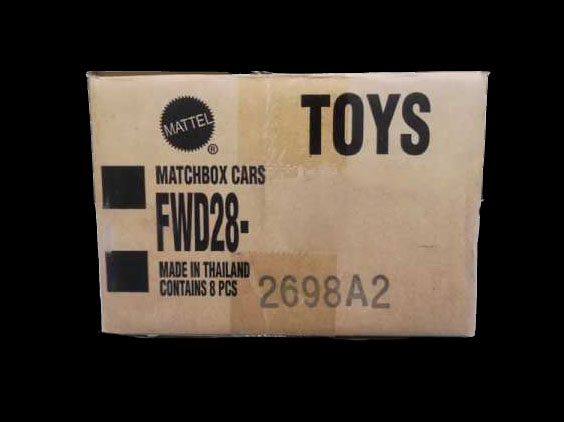 MATTEL
®
TOYS
MATCHBOX CARS
FWD28-
MADE IN THAILAND
CONTAINS 8 PCS
2698A2